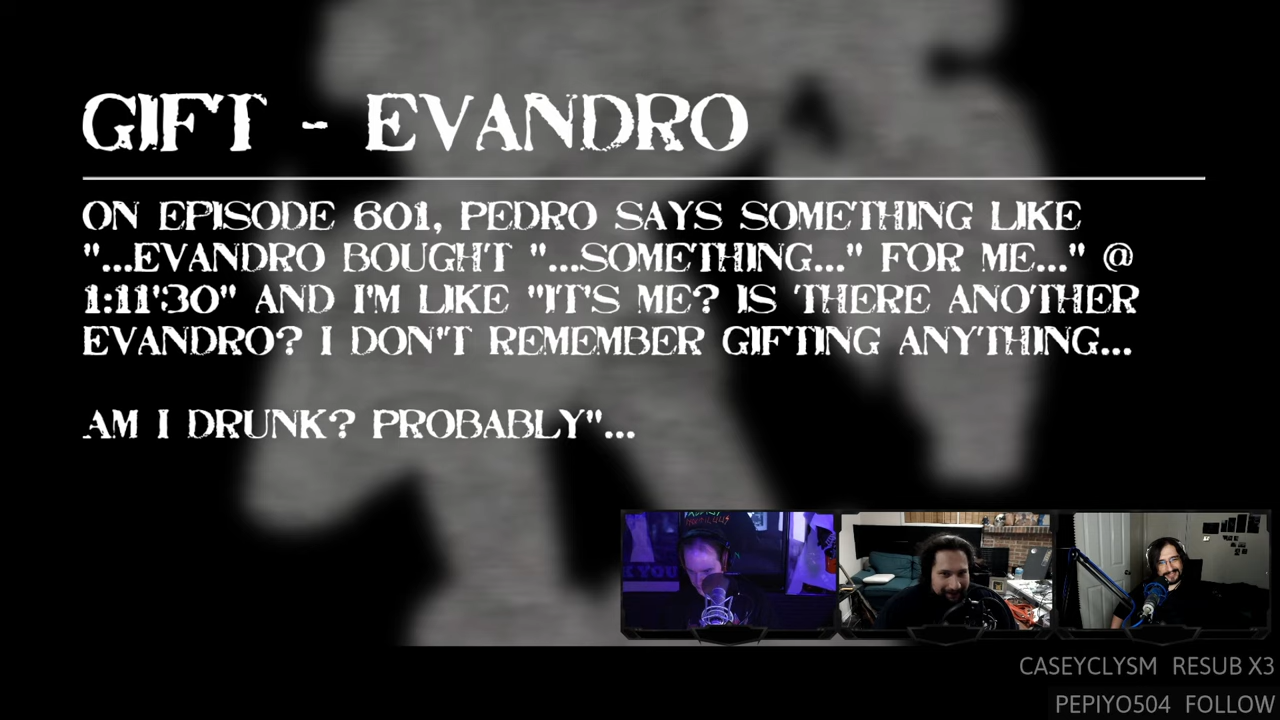 GIFT - EVANDRO
ON EPISODE 601, PEDRO SAYS SOMETHING LIKE
"...EVANDRO BOUGHT "...SOMETHING..." FOR ME..." @
1:11'30" AND I'M LIKE "IT'S ME? IS THERE ANOTHER
EVANDRO? I DON'T REMEMBER GIFTING ANYTHING...
AM I DRUNK? PROBABLY"...
CASEYCLYSM RESUB X3
PEPIYO504 FOLLOW